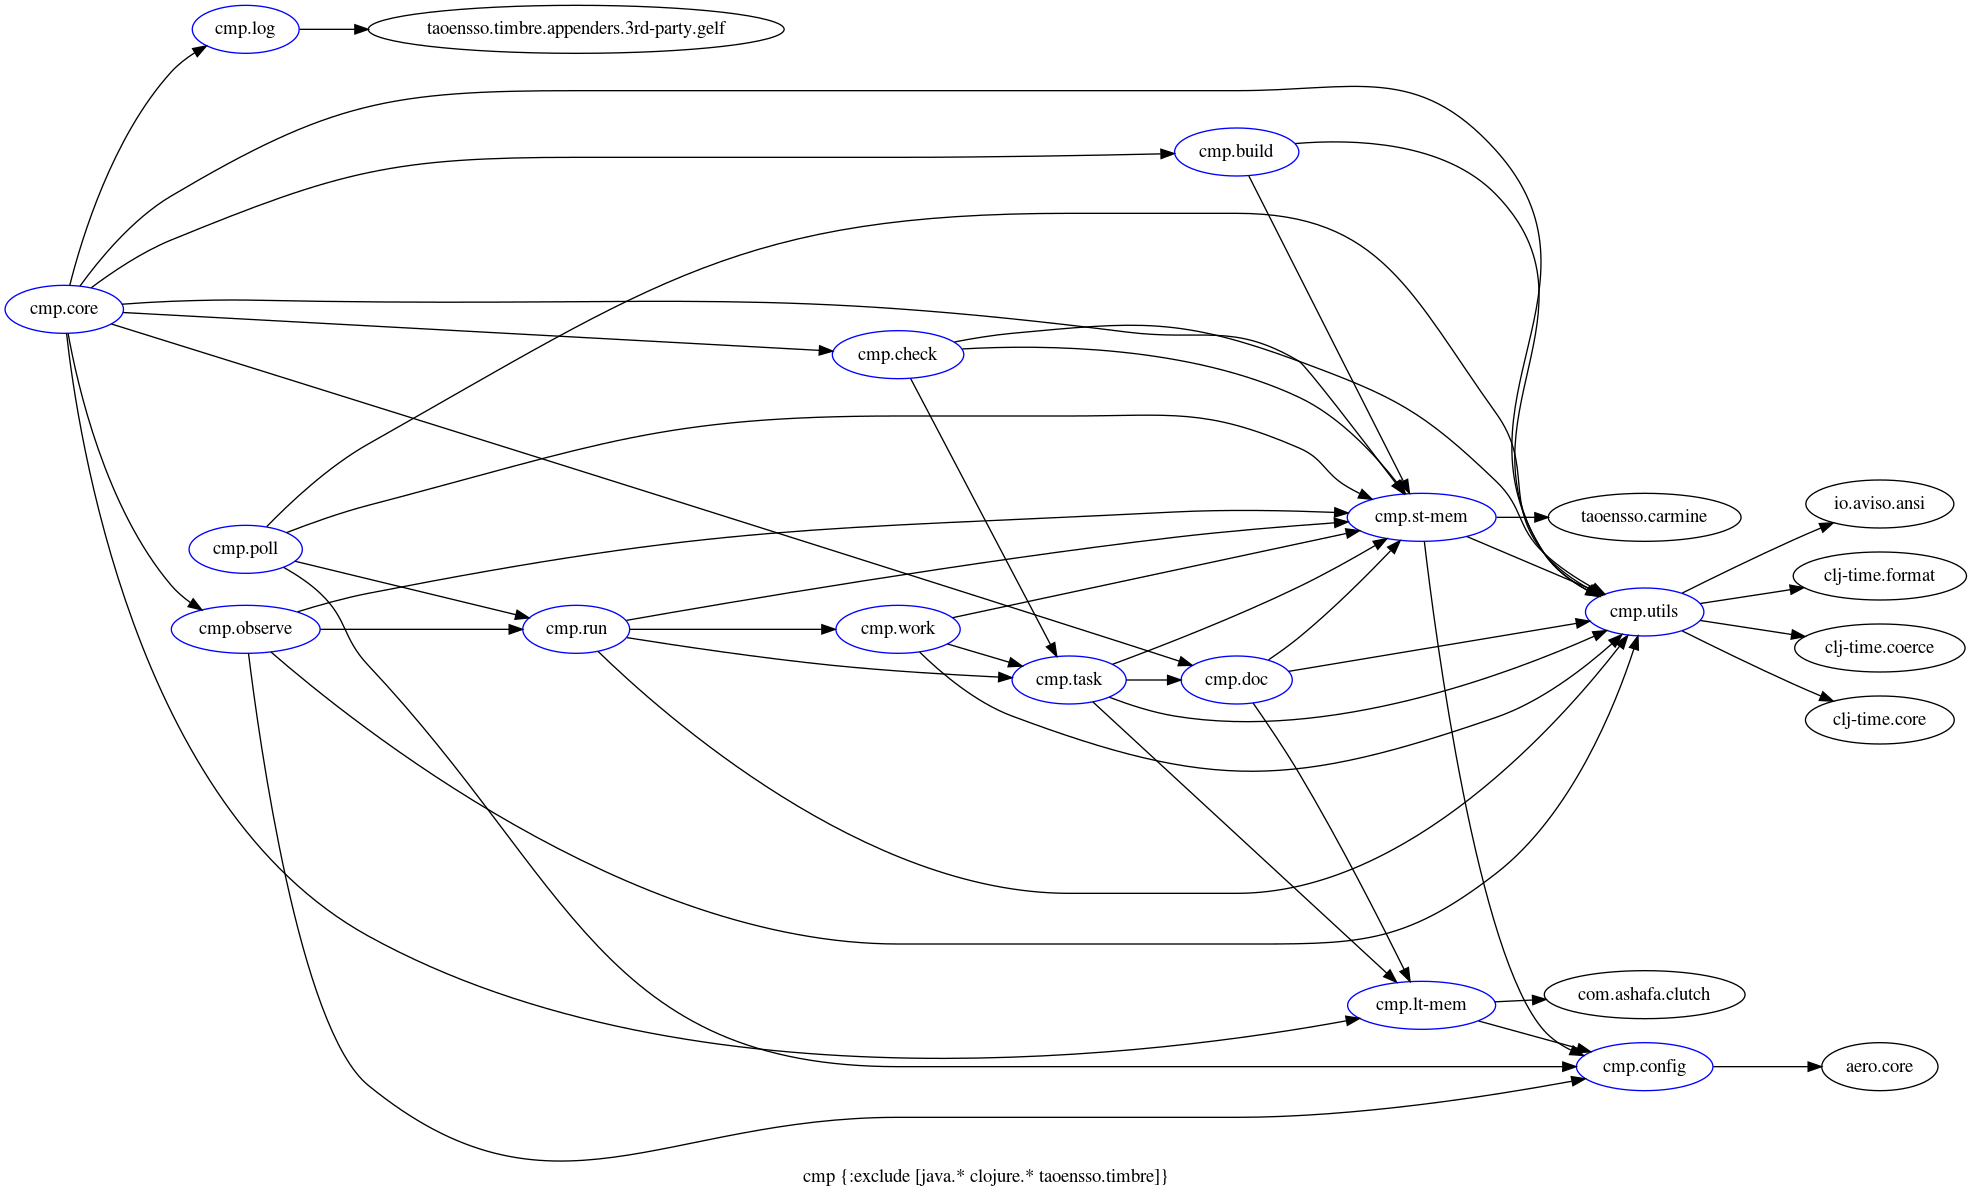 cmp.log
taoensso.timbre.appenders.3rd-party.gelf
cmp.build
cmp.core
cmp.check
cmp.poll
cmp.st-mem
taoensso.carmine
io.aviso.ansi
clj-time.format
cmp.observe
cmp.run
cmp.work
cmp.utils
clj-time.coerce
cmp.task
cmp.doc
clj-time.core
cmp.lt-mem
com.ashafa.clutch
cmp.config
aero.core
cmp {:exclude [java.* clojure.* taoensso.timbre]}